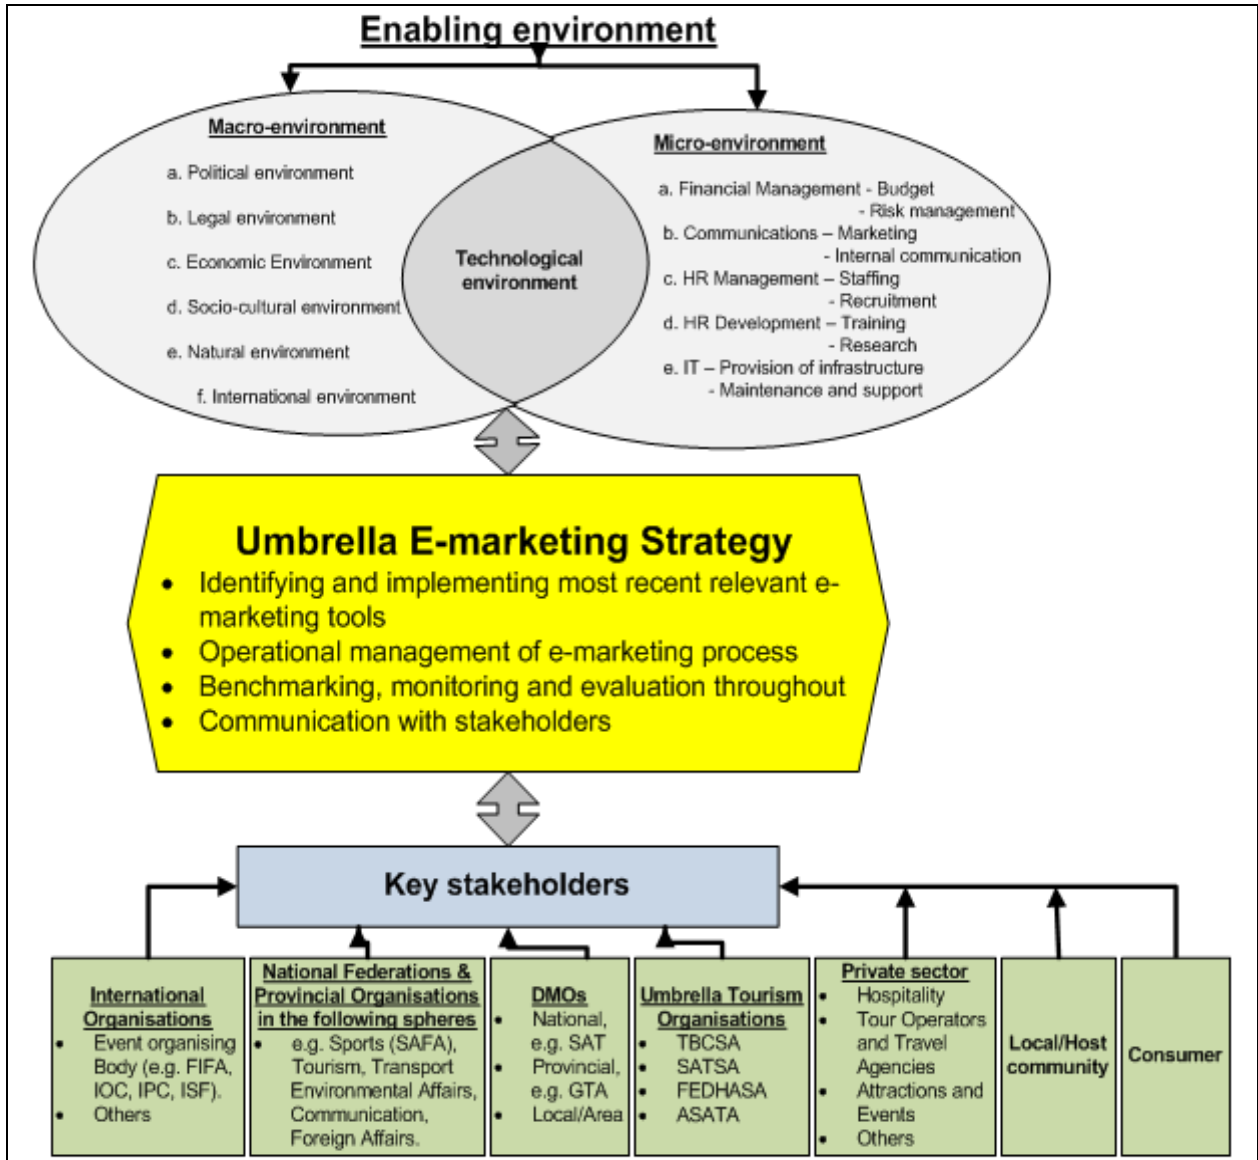 Enabling environment
Macro-environment
a. Political environment
b. Legal environment
c. Economic Environment
d. Socio-cultural environment
e. Natural environment
f. International environment
Technological
environment
Micro-environment
a. Financial Management - Budget
- Risk management
b. Communications – Marketing
- Internal communication
c. HR Management – Staffing
- Recruitment
d. HR Development – Training
- Research
e. IT – Provision of infrastructure
- Maintenance and support
Umbrella E-marketing Strategy
• Identifying and implementing most recent relevant e-
marketing tools
• Operational management of e-marketing process
• Benchmarking, monitoring and evaluation throughout
• Communication with stakeholders
Key stakeholders
International
Organisations
• Event organising
Body (e.g. FIFA,
IOC, IPC, ISF).
• Others
National Federations &
Provincial Organisations
in the following spheres
• e.g. Sports (SAFA),
Tourism, Transport
Environmental Affairs,
Communication,
Foreign Affairs.
DMOs
• National,
e.g. SAT
• Provincial,
e.g. GTA
• Local/Area
Umbrella Tourism
Organisations
• TBCSA
• SATSA
• FEDHASA
• ASATA
Private sector
• Hospitality
• Tour Operators
and Travel
Agencies
• Attractions and
Events
• Others
Local/Host
community
Consumer